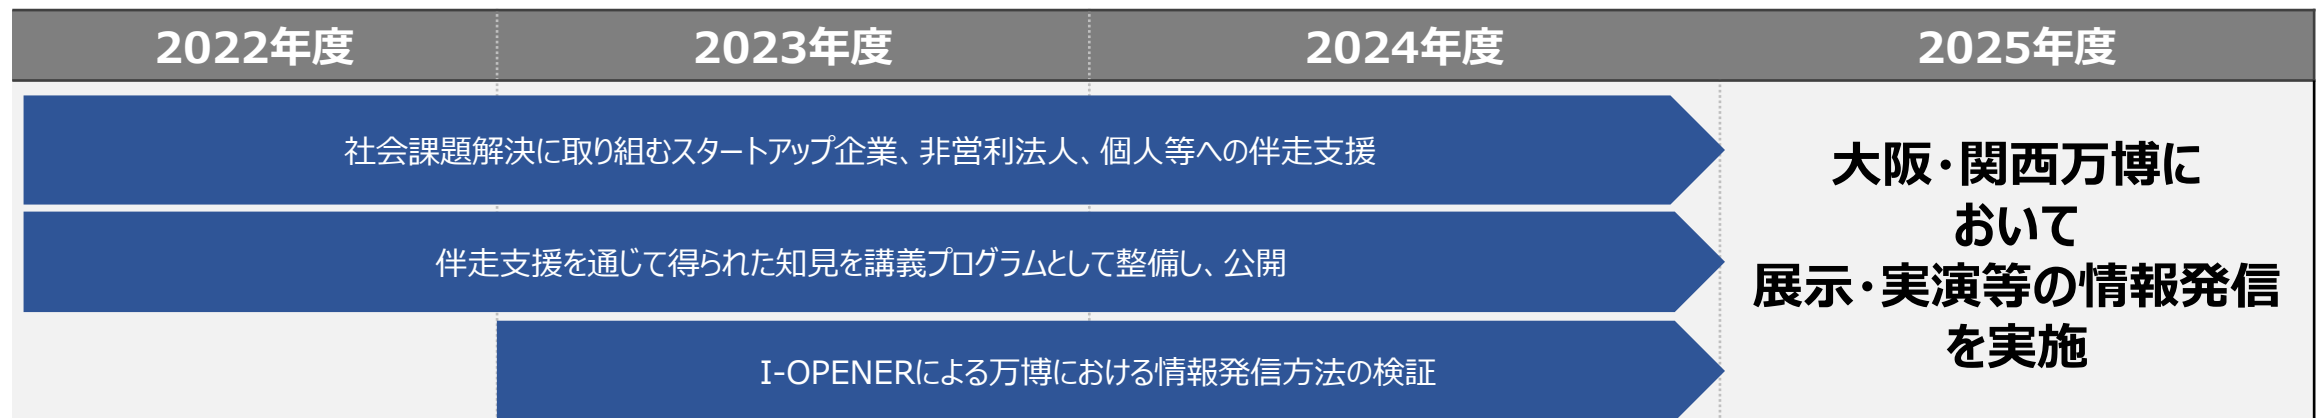 2022年度 2023年度 2024年度 2025年度
社会課題解決に取り組むスタートアップ企業、非営利法人、個人等への伴走支援
伴走支援を通じて得られた知見を講義プログラムとして整備し、公開
I-OPENERによる万博における情報発信方法の検証
大阪・関西万博に
おいて
展示・実演等の情報発信
を実施